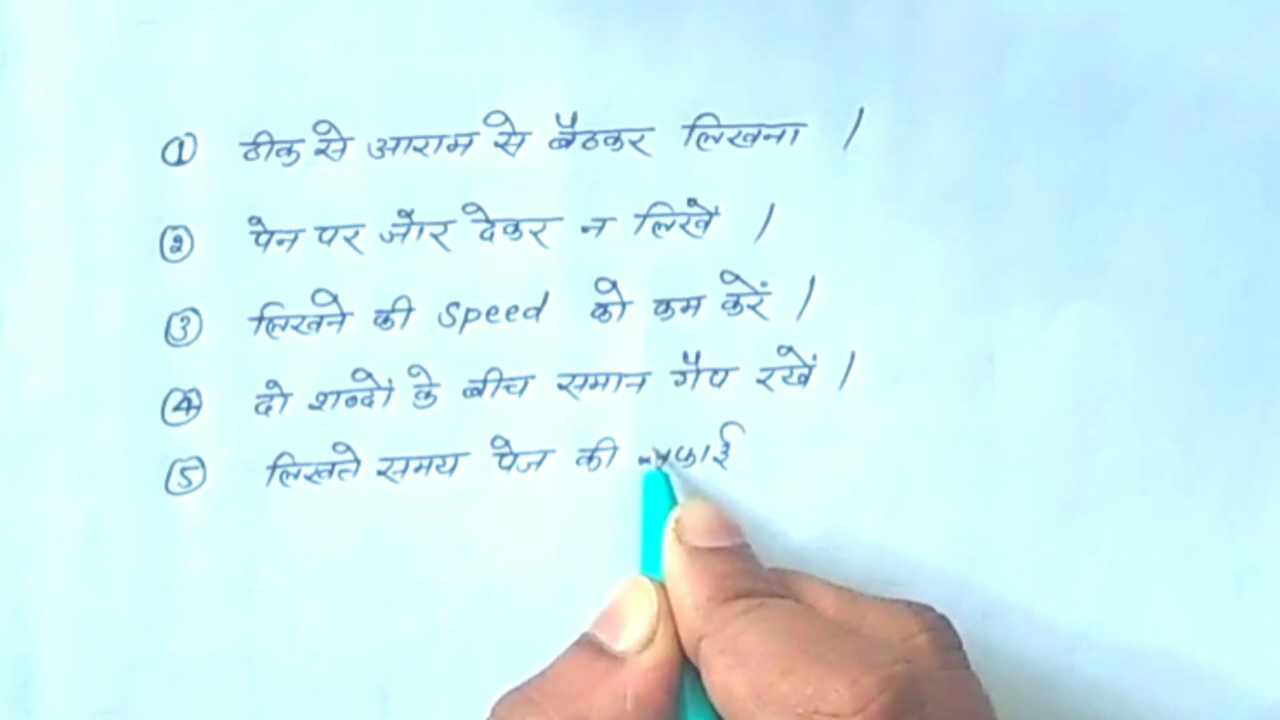 ① ठीक से आराम से बैठकर लिखना ।
② पेन पर जोर देकर न लिखें ।
③ लिखने की Speed को कम करें ।
④ दो शब्दों के बीच समान गैप रखें ।
⑤ लिखते समय पेज की